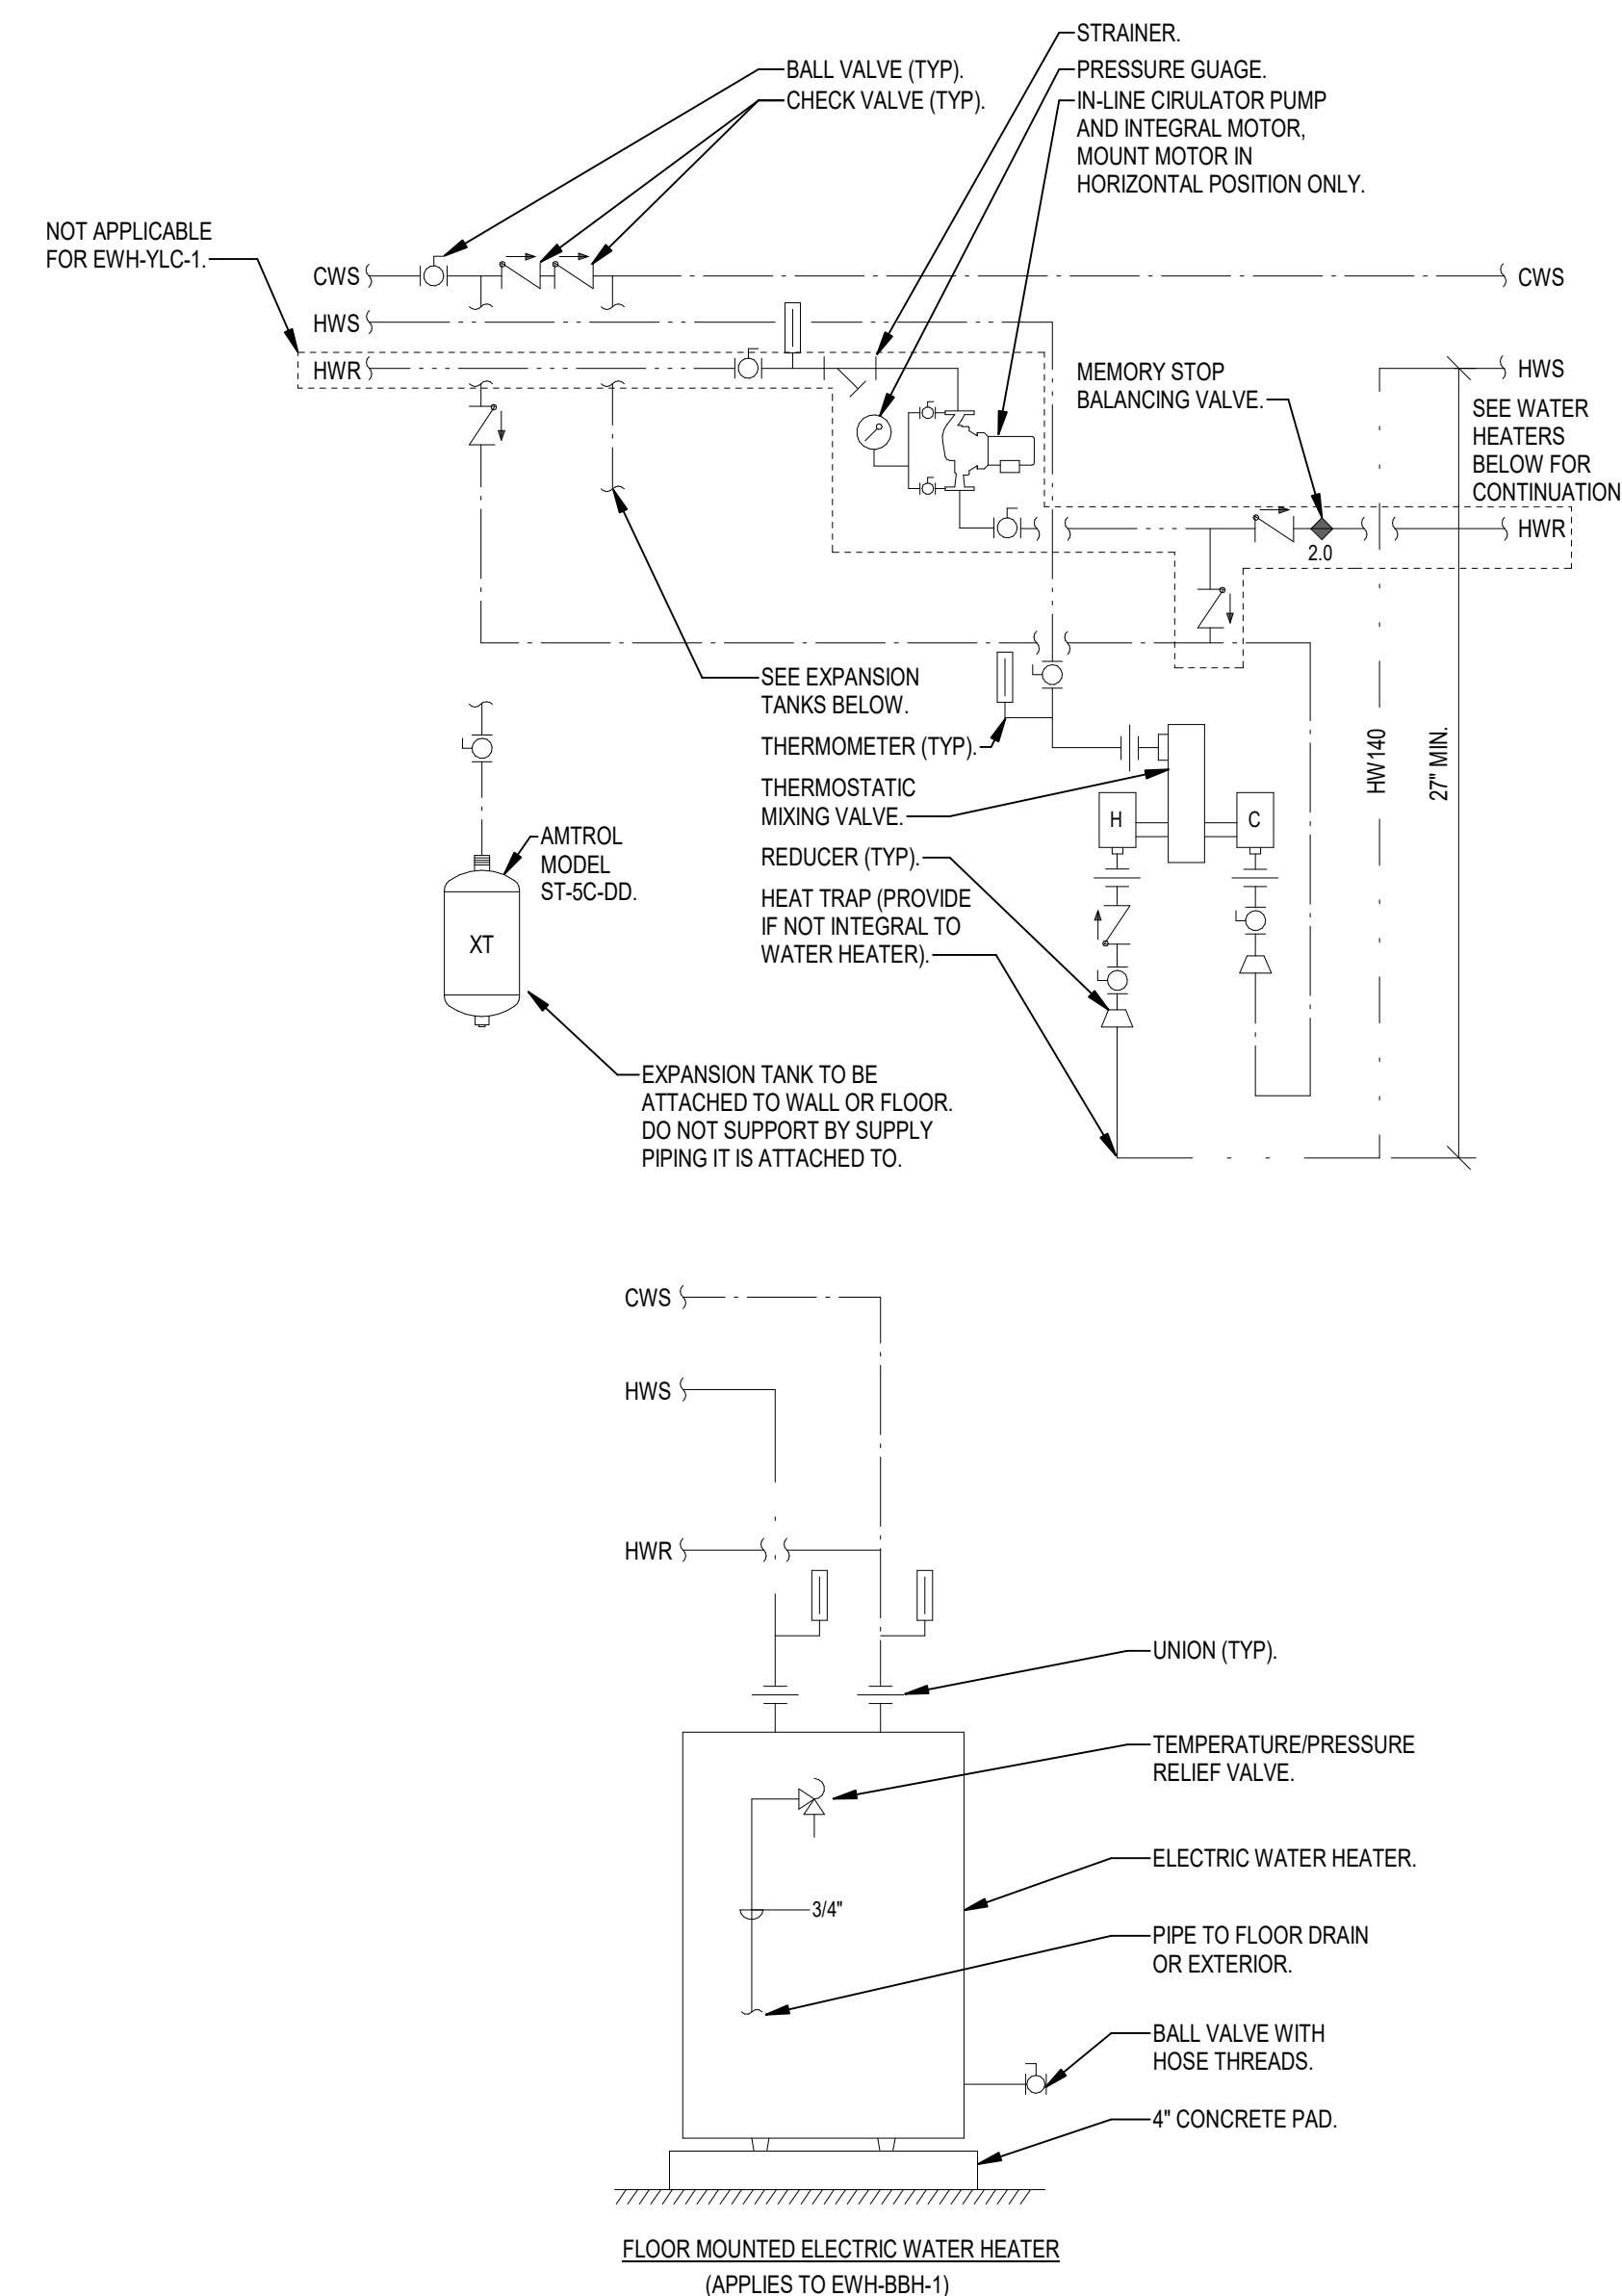 STRAINER.
BALL VALVE (TYP).
PRESSURE GUAGE.
CHECK VALVE (TYP).
IN-LINE CIRULATOR PUMP
AND INTEGRAL MOTOR,
MOUNT MOTOR IN
HORIZONTAL POSITION ONLY.
NOT APPLICABLE
FOR EWH-YLC-1.
CWS
CWS
HWS
HWR
HWS
MEMORY STOP
BALANCING VALVE.
SEE WATER
HEATERS
BELOW FOR
CONTINUATION
HWR
2.0
SEE EXPANSION
TANKS BELOW.
THERMOMETER (TYP).
THERMOSTATIC
MIXING VALVE.
HW140
27" MIN.
H
C
REDUCER (TYP).
HEAT TRAP (PROVIDE
IF NOT INTEGRAL TO
WATER HEATER).
AMTROL
MODEL
ST-5C-DD.
XT
EXPANSION TANK TO BE
ATTACHED TO WALL OR FLOOR.
DO NOT SUPPORT BY SUPPLY
PIPING IT IS ATTACHED TO.
CWS
HWS
HWR
UNION (TYP).
TEMPERATURE/PRESSURE
RELIEF VALVE.
ELECTRIC WATER HEATER.
3/4"
PIPE TO FLOOR DRAIN
OR EXTERIOR.
BALL VALVE WITH
HOSE THREADS.
4" CONCRETE PAD.
FLOOR MOUNTED ELECTRIC WATER HEATER
(APPLIES TO EWH-BBH-1)